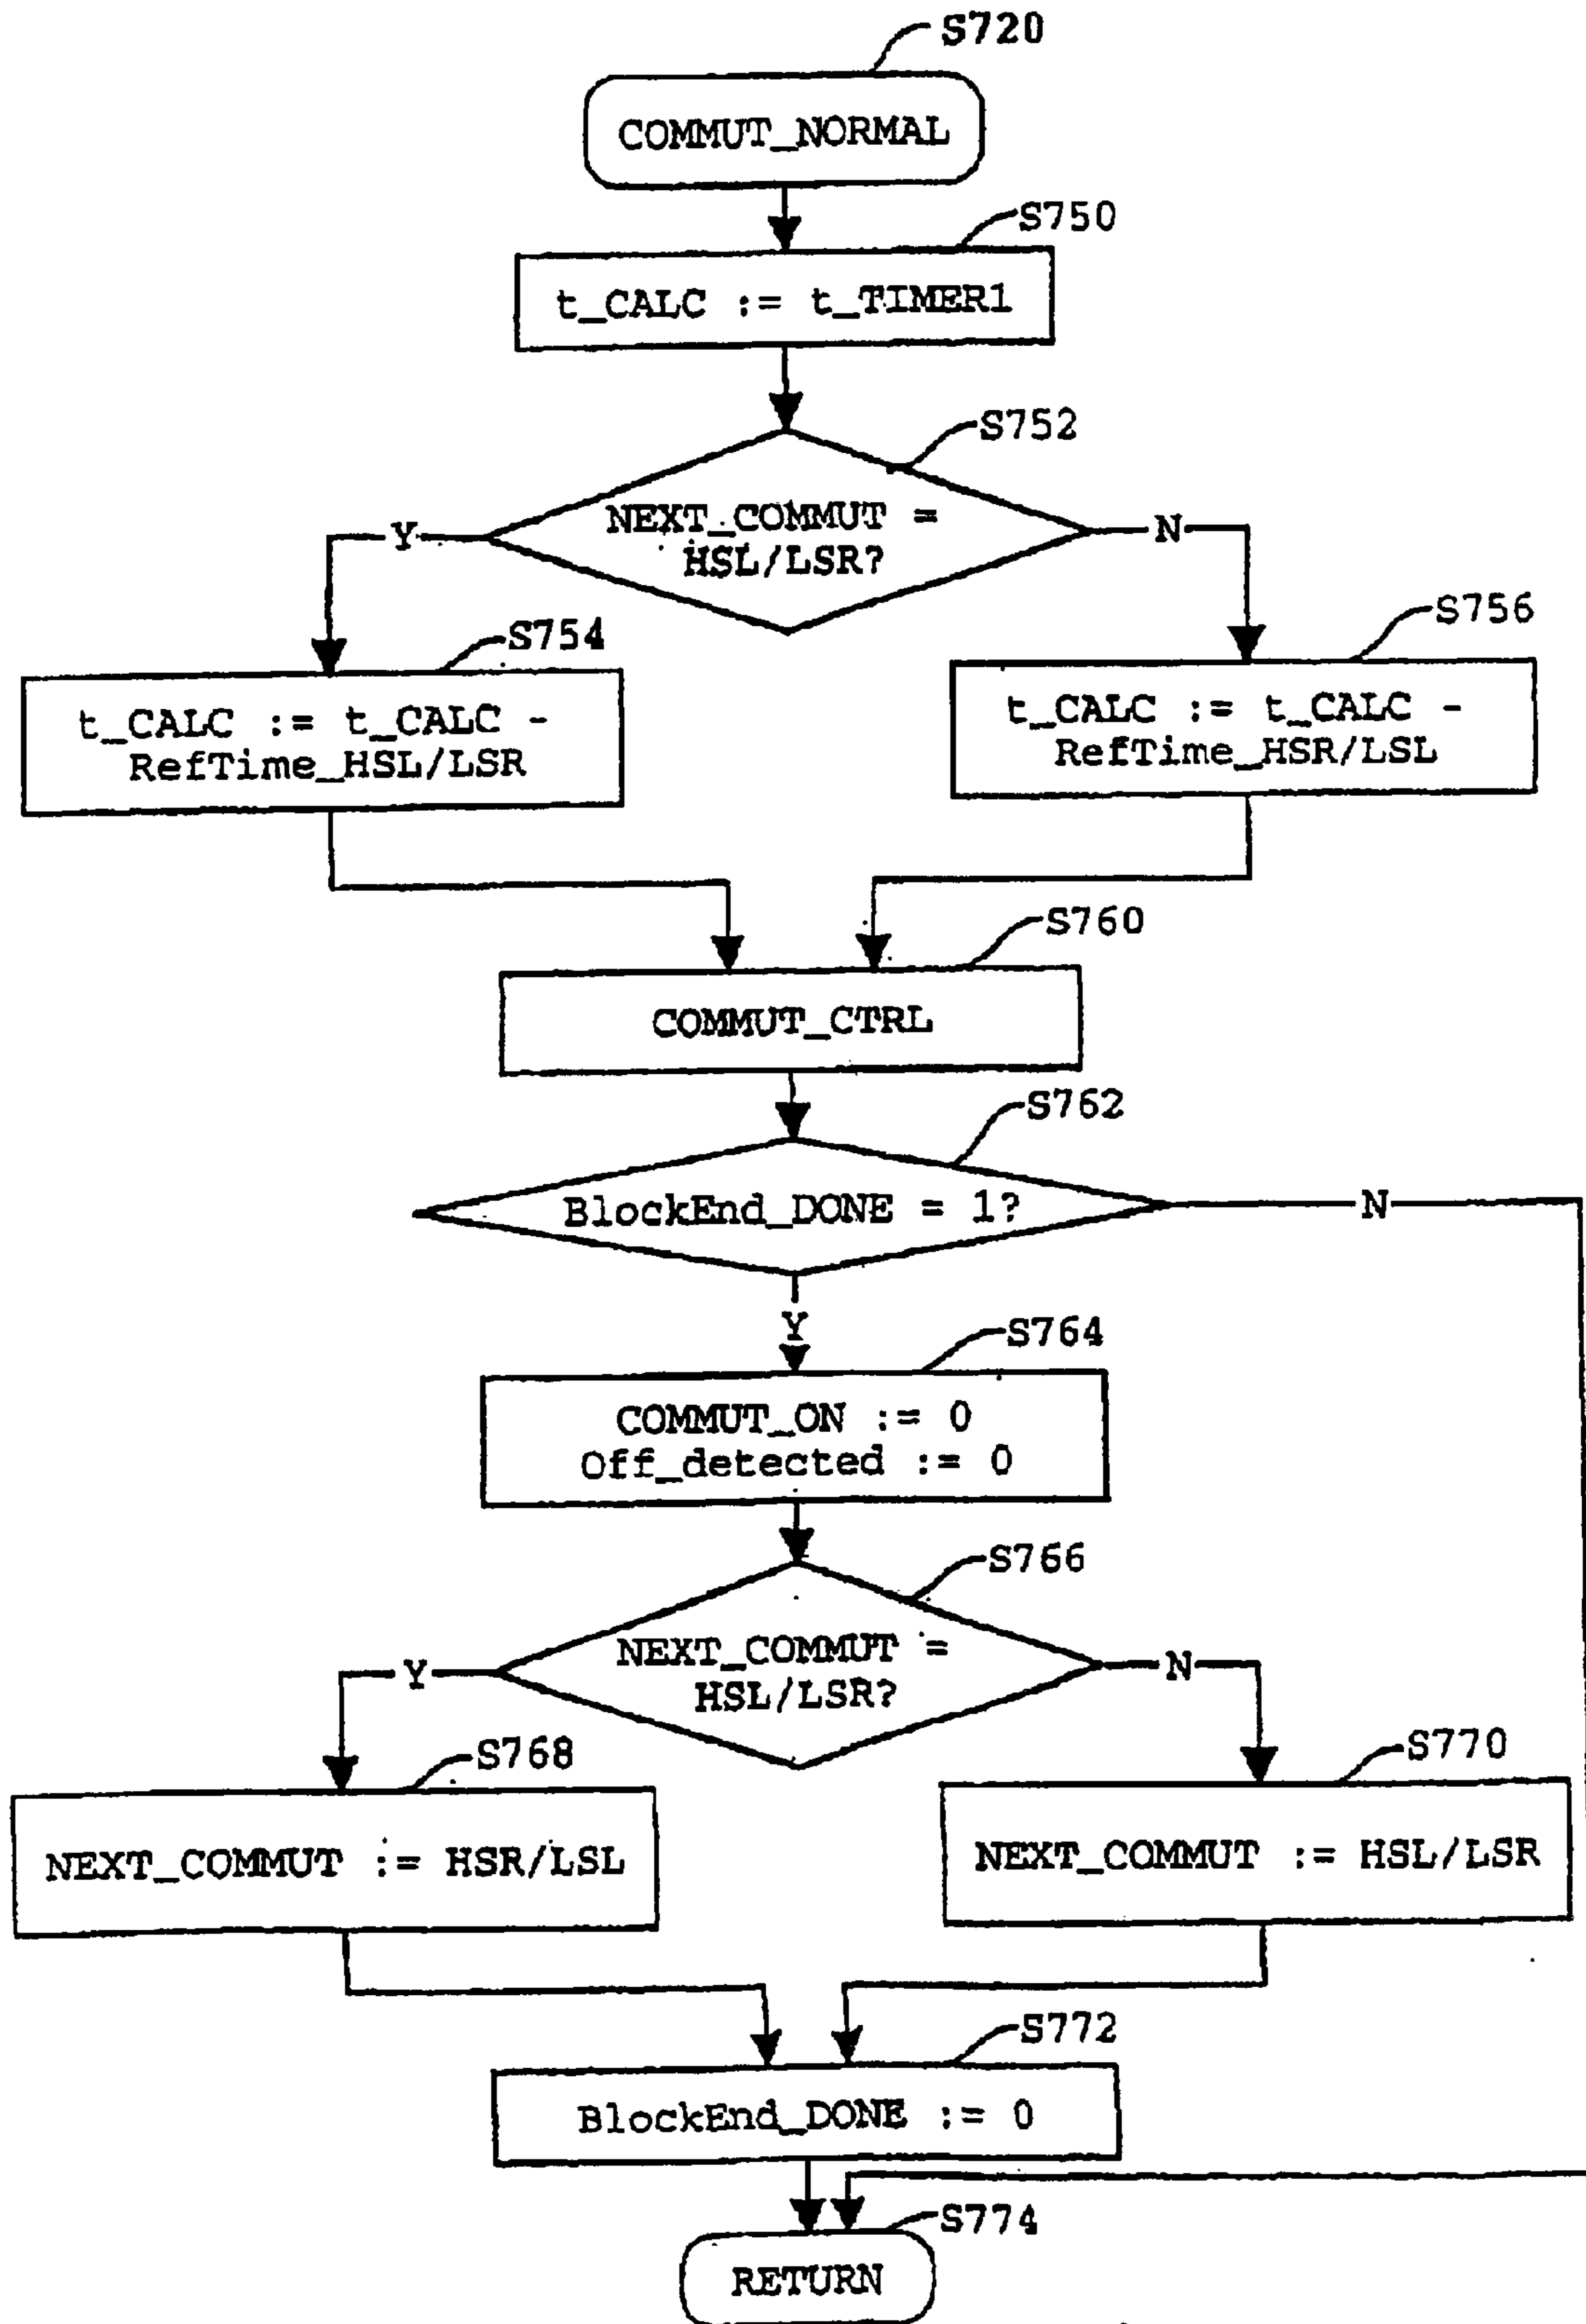 S720
COMMUT_NORMAL
S750
t_CALC := t_TIMER1
S752
NEXT_COMMUT =
HSL/LSR?
Y
N
S754
S756
t_CALC := t_CALC -
RefTime_HSL/LSR
t_CALC := t_CALC -
RefTime_HSR/LSL
S760
COMMUT_CTRL
S762
BlockEnd_DONE = 1?
N
Y
S764
COMMUT_ON := 0
Off_detected := 0
S766
NEXT_COMMUT =
HSL/LSR?
Y
N
S768
S770
NEXT_COMMUT := HSR/LSL
NEXT_COMMUT := HSL/LSR
S772
BlockEnd_DONE := 0
S774
RETURN